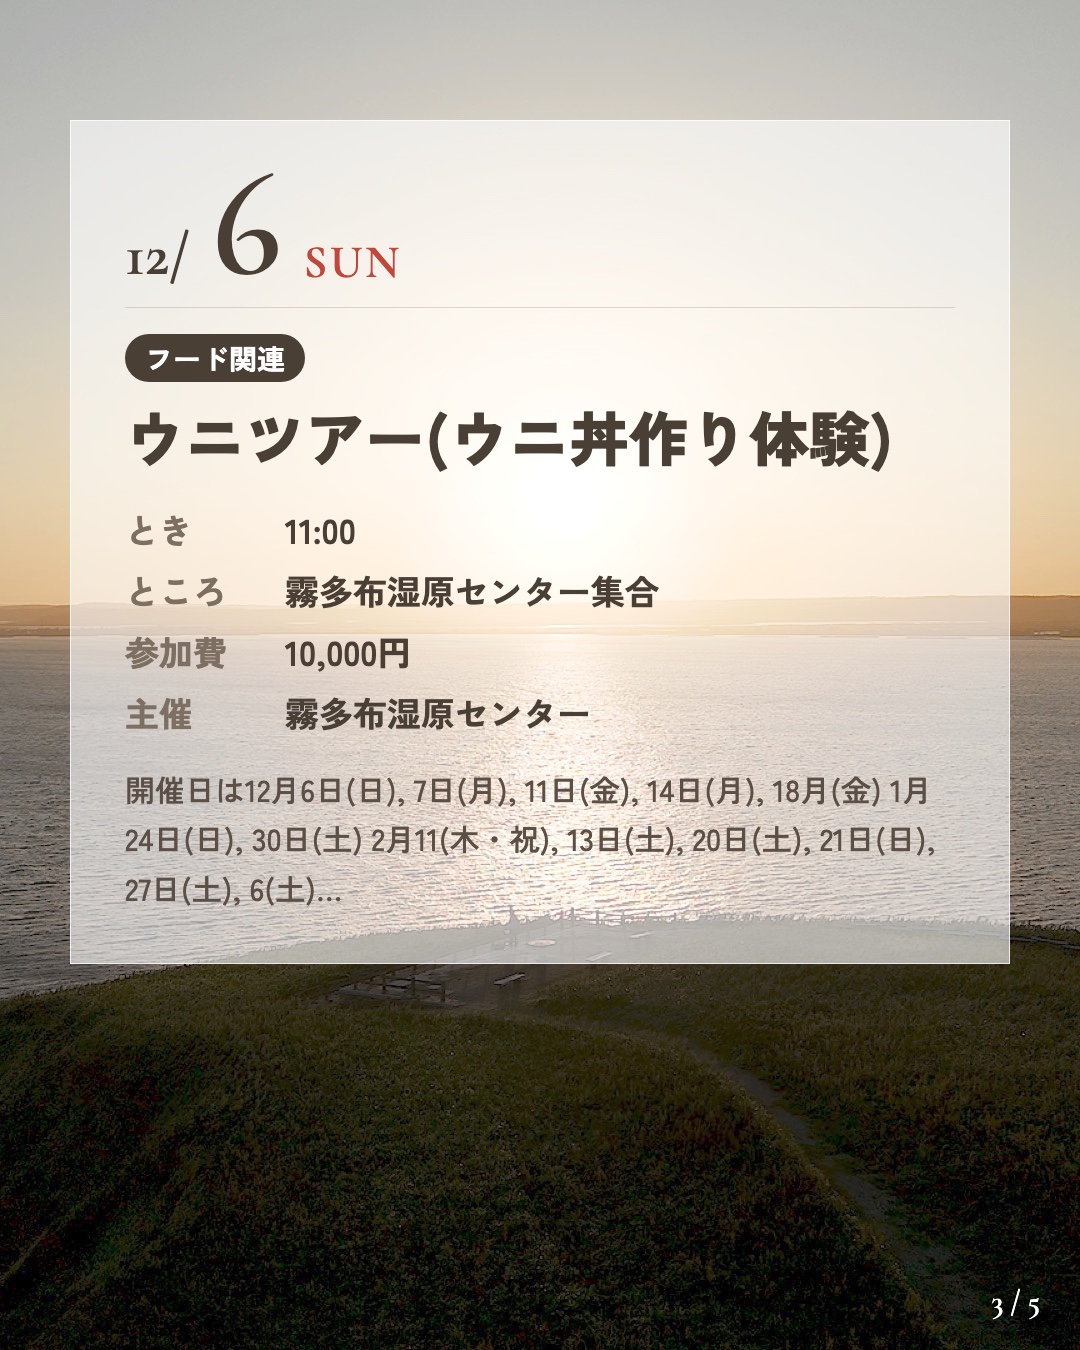 12/ 6 SUN
フード関連
ウニツアー(ウニ丼作り体験)
とき 11:00
ところ 霧多布湿原センター集合
参加費 10,000円
主催 霧多布湿原センター
開催日は12月6日(日), 7日(月), 11日(金), 14日(月), 18月(金) 1月
24日(日), 30日(土) 2月11(木・祝), 13日(土), 20日(土), 21日(日),
27日(土), 6(土)...
3 / 5